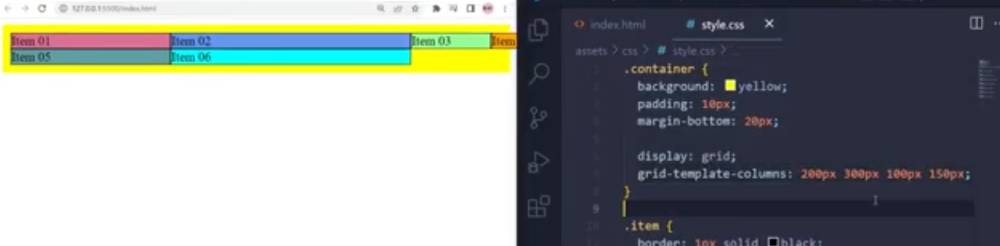 127.0.0.1:5500/index.html
Item 01
Item 02
Item 03
Item
Item 05
Item 06
index.html
# style.css
assets > css > # style.css >
.container {
background: yellow;
padding: 10px;
margin-bottom: 20px;
display: grid;
grid-template-columns: 200px 300px 100px 150px;
}
9
.item {
border: 1px solid black;